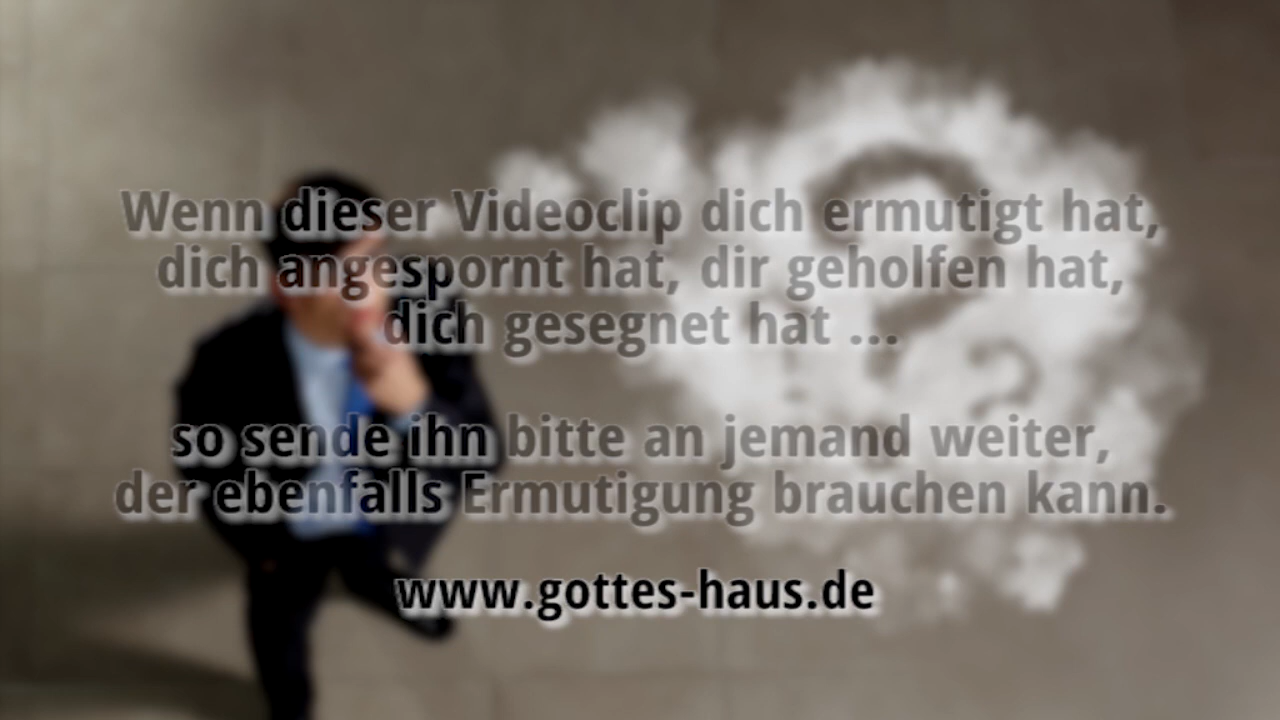 Wenn dieser Videoclip dich ermutigt hat,
dich angespornt hat, dir geholfen hat,
dich gesegnet hat ...
so sende ihn bitte an jemand weiter,
der ebenfalls Ermutigung brauchen kann.
www.gottes-haus.de